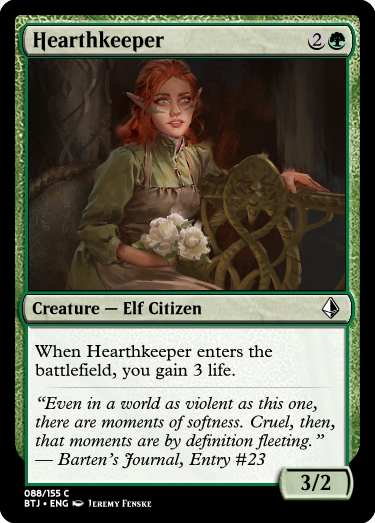 Hearthkeeper 2
Creature — Elf Citizen
When Hearthkeeper enters the
battlefield, you gain 3 life.
“Even in a world as violent as this one,
there are moments of softness. Cruel, then,
that moments are by definition fleeting.”
— Barten's Journal, Entry #23
3/2
088/155 C
BTJ • ENG Jeremy Fenske